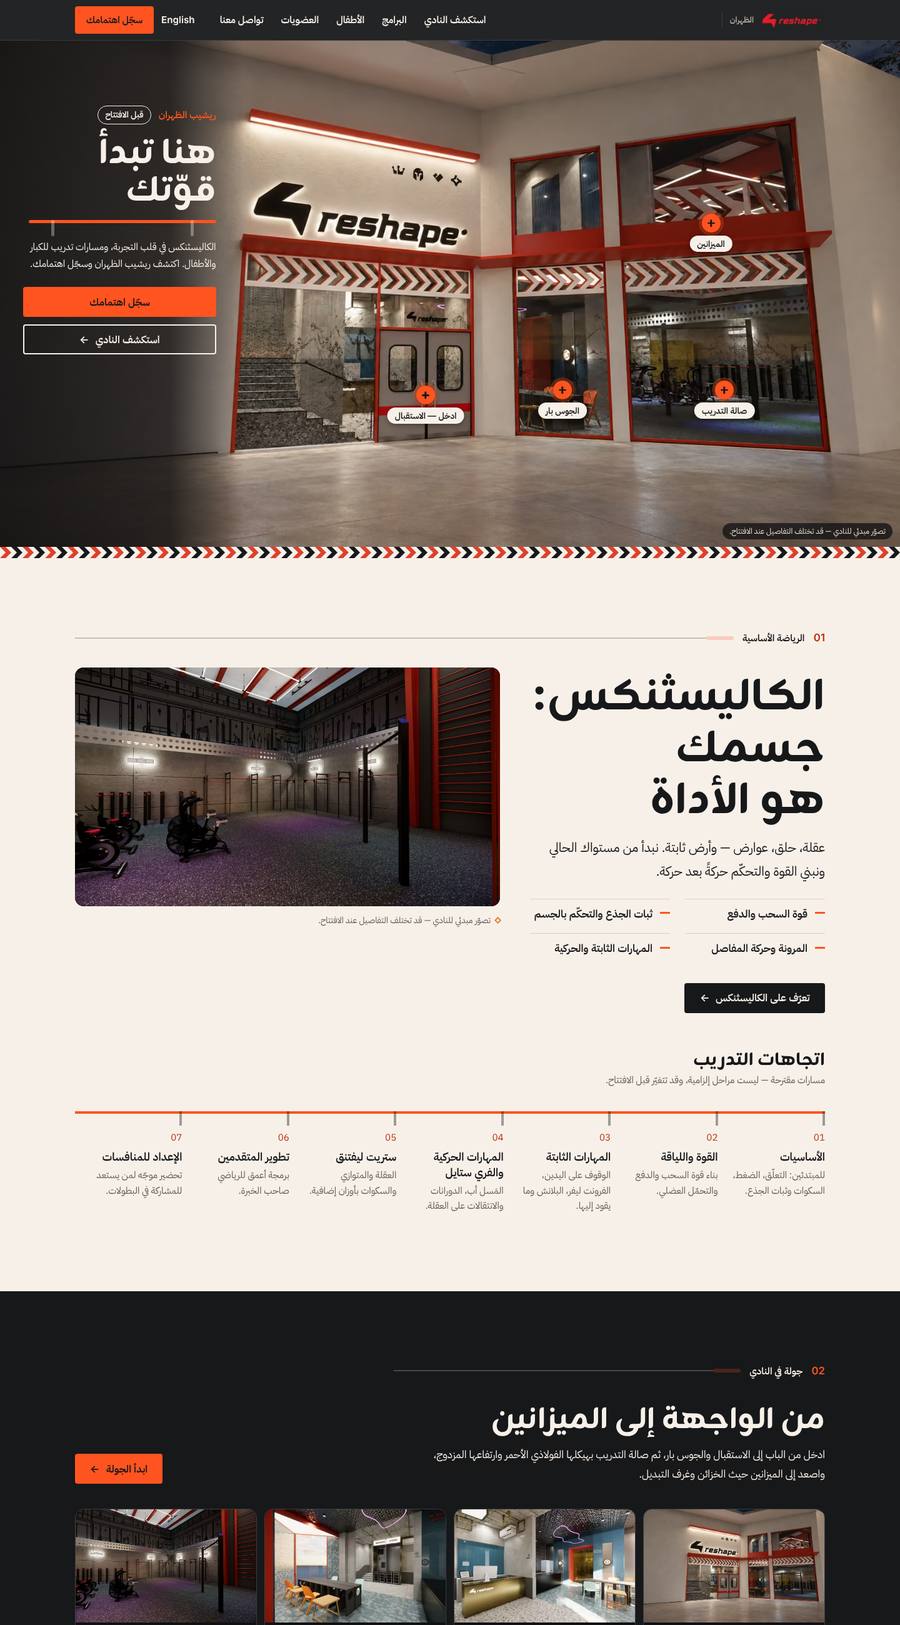 reshape
الظهران
استكشف النادي
البرامج
الأطفال
العضويات
تواصل معنا
English
سجّل اهتمامك
ريشيب الظهران
قبل الافتتاح
هنا تبدأ
قوّتك
الكاليسثنكس في قلب التجربة، ومسارات تدريب للكبار
والأطفال. اكتشف ريشيب الظهران وسجّل اهتمامك.
سجّل اهتمامك
استكشف النادي ←
reshape
reshape
الميزانين
صالة التدريب
الجوس بار
ادخل — الاستقبال
تصوّر مبدئي للنادي — قد تختلف التفاصيل عند الافتتاح.
01 الرياضة الأساسية
الكاليسثنكس:
جسمك
هو الأداة
عقلة، حلق، عوارض — وأرض ثابتة. نبدأ من مستواك الحالي
ونبني القوة والتحكّم حركةً بعد حركة.
قوة السحب والدفع
ثبات الجذع والتحكّم بالجسم
المرونة وحركة المفاصل
المهارات الثابتة والحركية
تعرّف على الكاليسثنكس ←
تصوّر مبدئي للنادي — قد تختلف التفاصيل عند الافتتاح.
اتجاهات التدريب
مسارات مقترحة — ليست مراحل إلزامية، وقد تتغيّر قبل الافتتاح.
01
الأساسيات
للمبتدئين: التعلّق، الضغط،
السكوات وثبات الجذع.
02
القوة واللياقة
بناء قوة السحب والدفع
والتحمّل العضلي.
03
المهارات الثابتة
الوقوف على اليدين،
الفرونت ليفر، البلانش وما
يقود إليها.
04
المهارات الحركية
والفري ستايل
المَسل أب، الدورانات
والانتقالات على العقلة.
05
ستريت ليفتنق
العقلة والمتوازي
والسكوات بأوزان إضافية.
06
تطوير المتقدمين
برمجة أعمق للرياضي
صاحب الخبرة.
07
الإعداد للمنافسات
تحضير موجّه لمن يستعد
للمشاركة في البطولات.
02 جولة في النادي
من الواجهة إلى الميزانين
ادخل من الباب إلى الاستقبال والجوس بار، ثم صالة التدريب بهيكلها الفولاذي الأحمر وارتفاعها المزدوج،
واصعد إلى الميزانين حيث الخزائن وغرف التبديل.
ابدأ الجولة ←
reshape
reshape